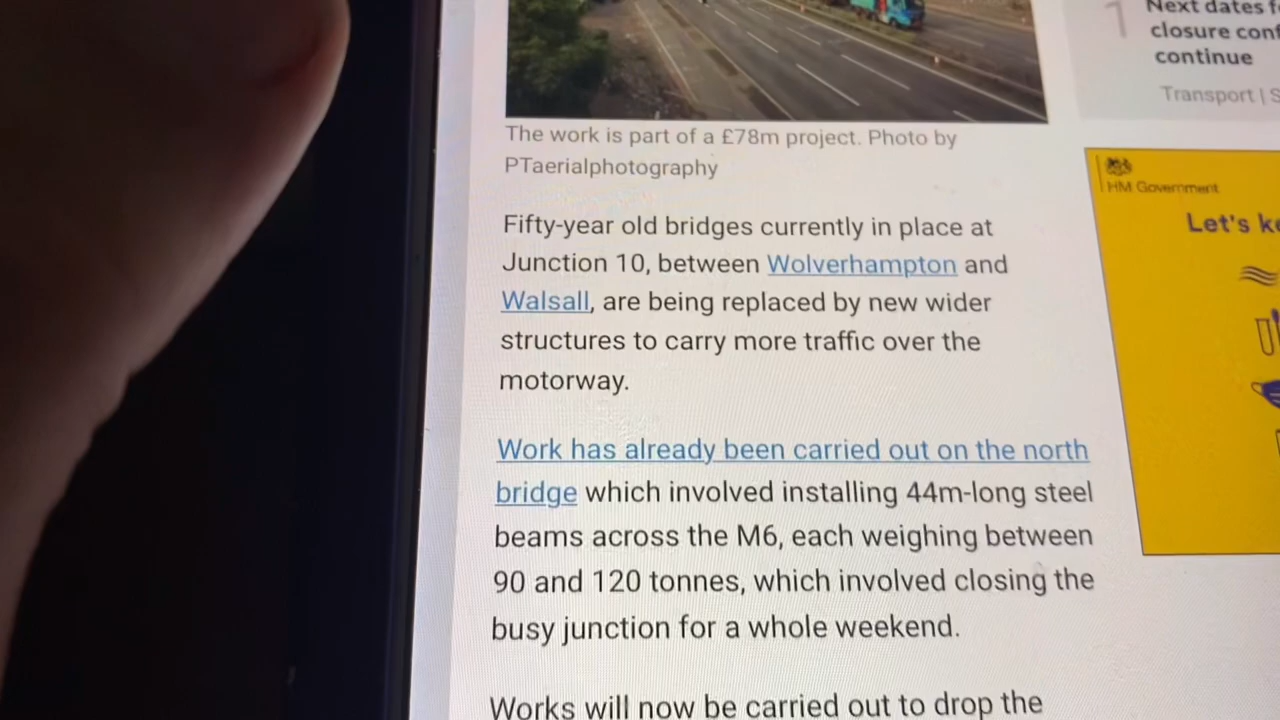 The work is part of a £78m project. Photo by
PTaerialphotography
Fifty-year old bridges currently in place at
Junction 10, between Wolverhampton and
Walsall, are being replaced by new wider
structures to carry more traffic over the
motorway.
Work has already been carried out on the north
bridge which involved installing 44m-long steel
beams across the M6, each weighing between
90 and 120 tonnes, which involved closing the
busy junction for a whole weekend.
Works will now be carried out to drop the
1
Next dates f
closure con
continue
Transport | S
HM Government
Let's k